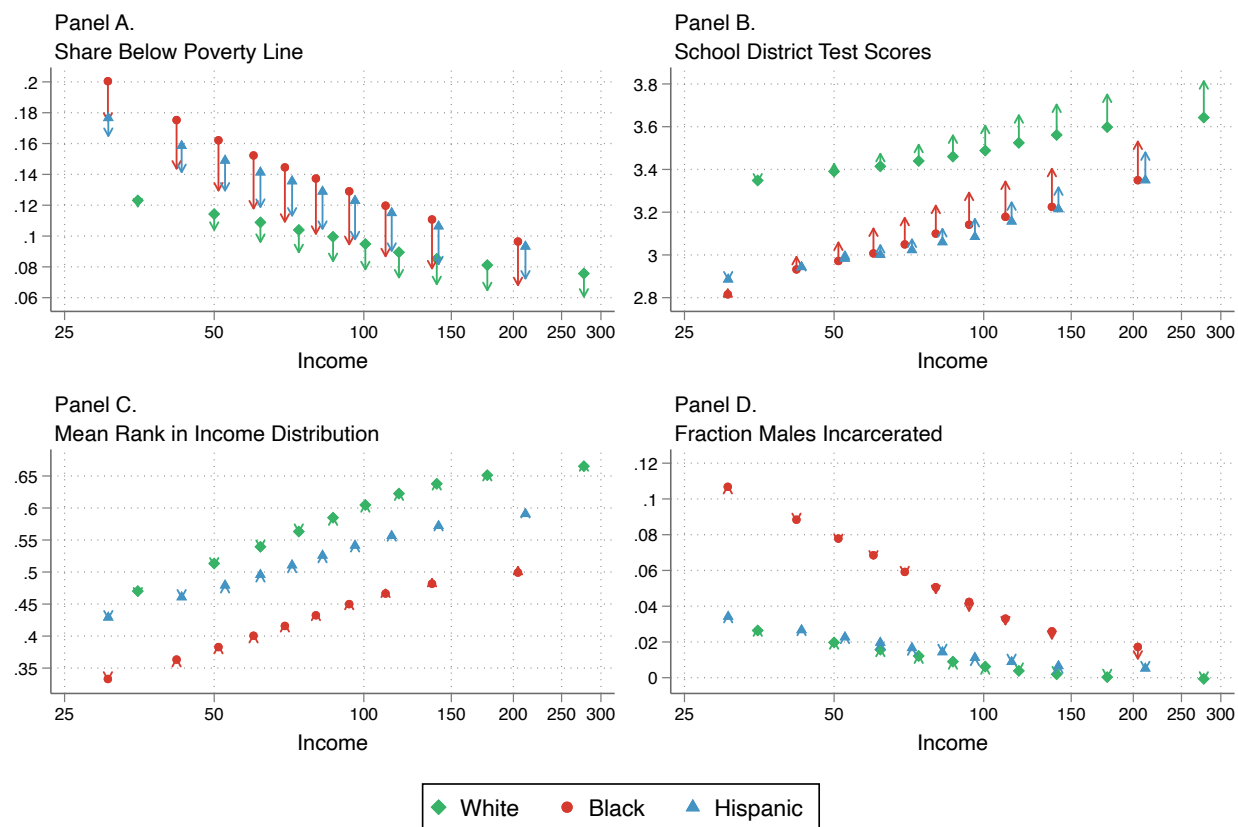 Panel A.
Share Below Poverty Line
.2
.18
.16
.14
.12
.1
.08
.06
25 50 100 150 200 250 300
Income
Panel B.
School District Test Scores
3.8
3.6
3.4
3.2
3
2.8
25 50 100 150 200 250 300
Income
Panel C.
Mean Rank in Income Distribution
.65
.6
.55
.5
.45
.4
.35
25 50 100 150 200 250 300
Income
Panel D.
Fraction Males Incarcerated
.12
.1
.08
.06
.04
.02
0
25 50 100 150 200 250 300
Income
White Black Hispanic